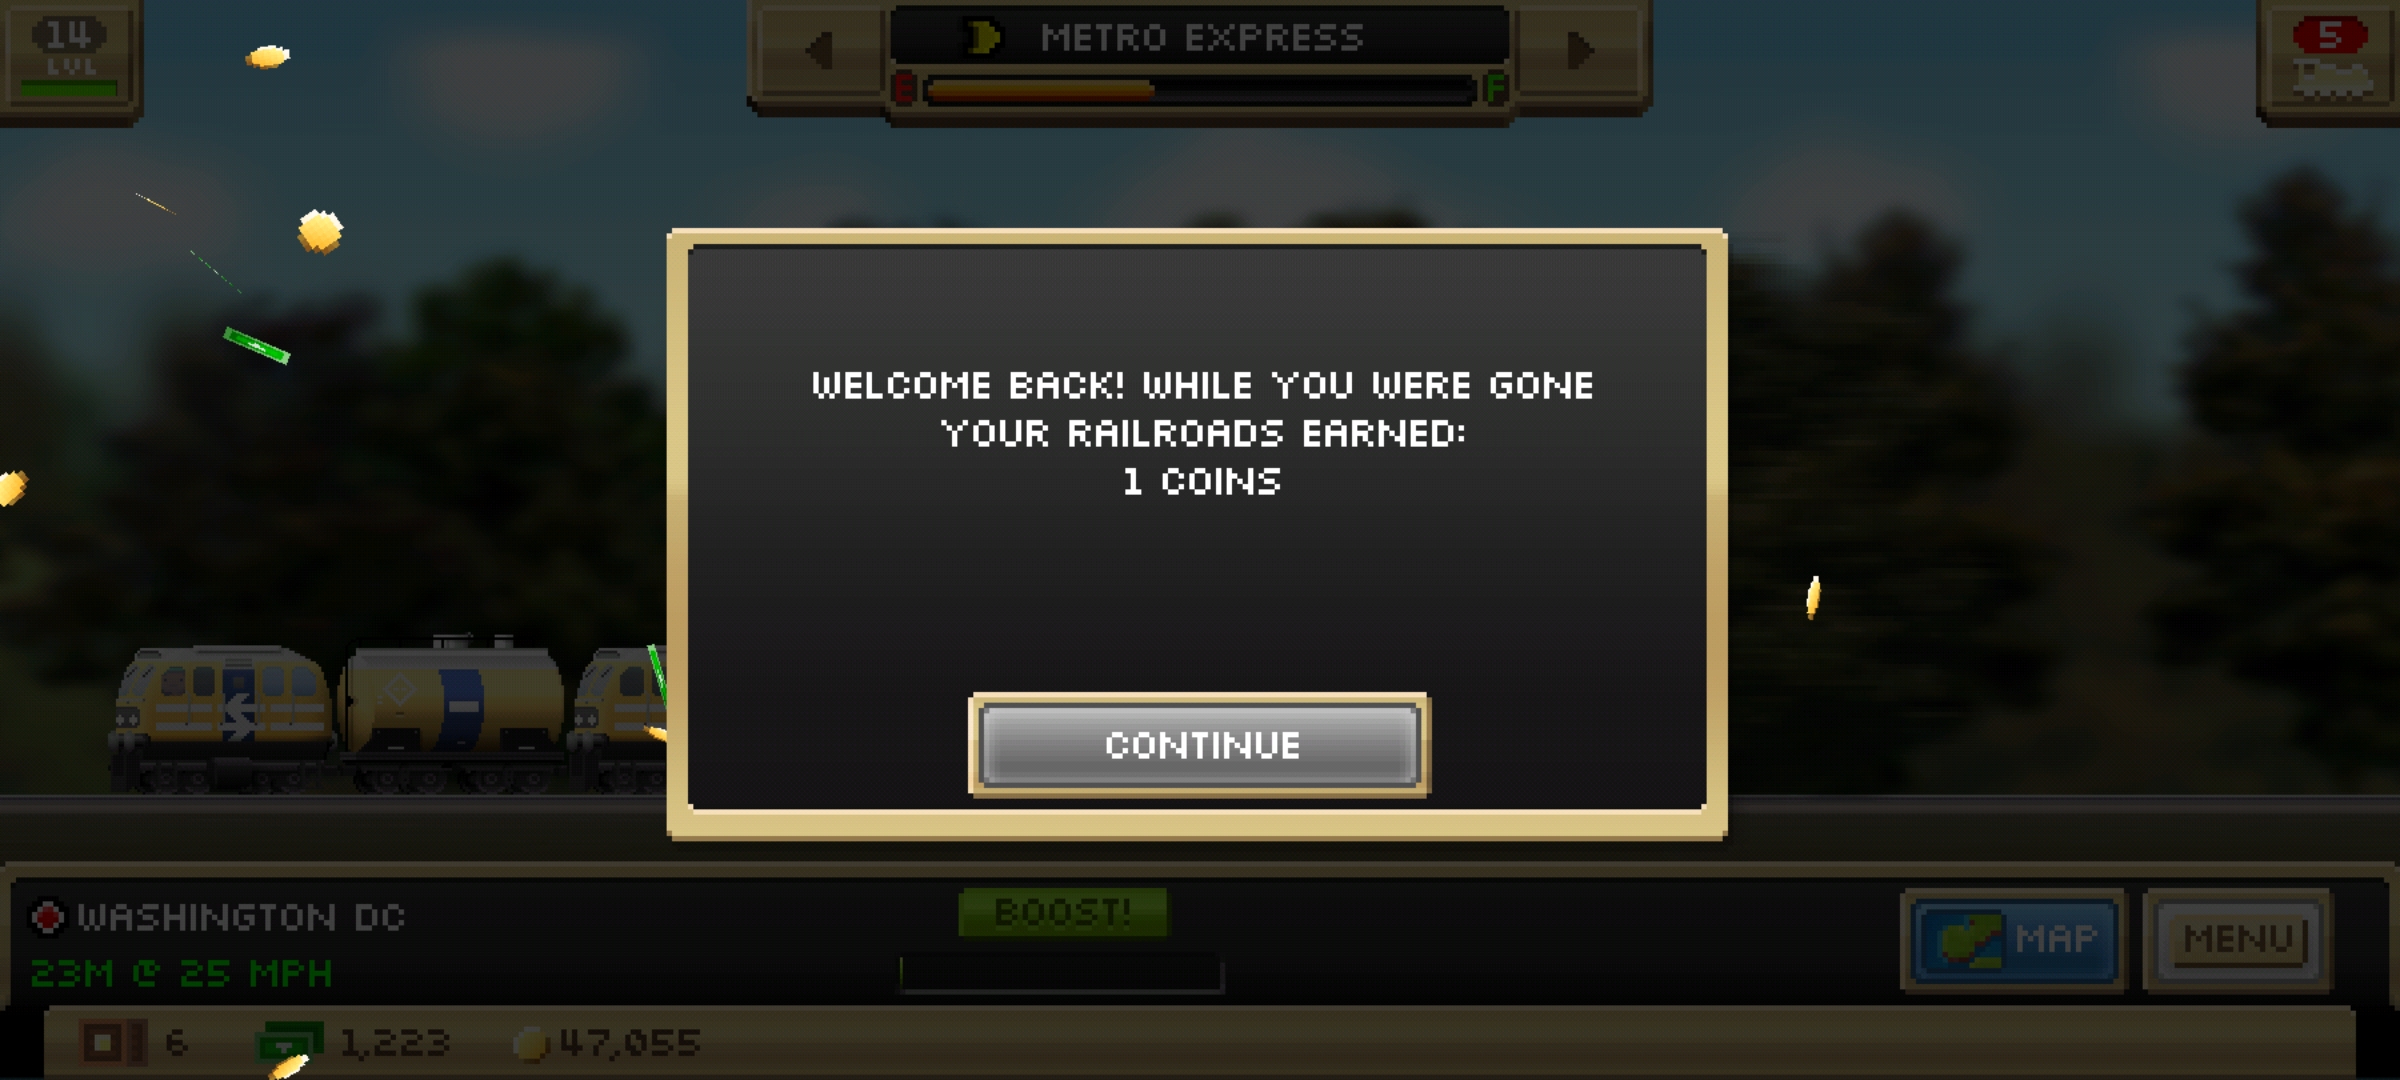 14
LVL
METRO EXPRESS
E
F
5
WELCOME BACK! WHILE YOU WERE GONE
YOUR RAILROADS EARNED:
1 COINS
CONTINUE
WASHINGTON DC
23M @ 25 MPH
BOOST!
MAP
MENU
6
1,223
47,055